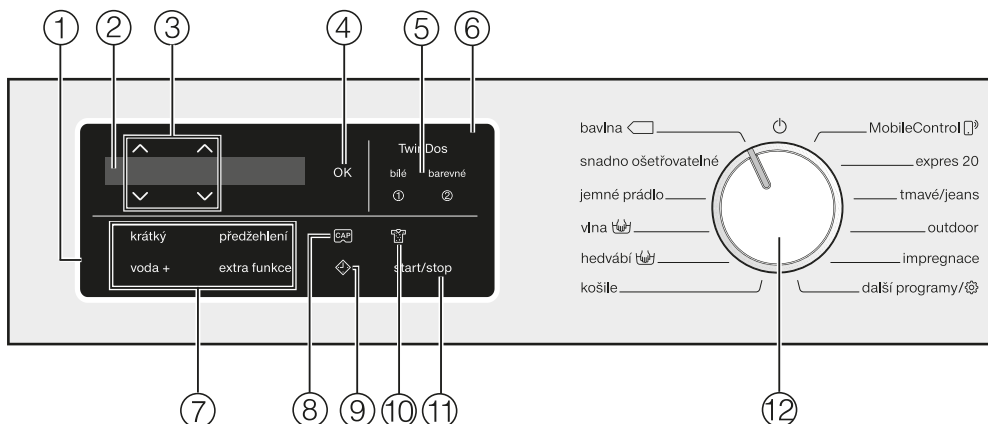 ① ② ③ ④ ⑤ ⑥
TwinDos
OK bílé barevné
① ②
krátký předžehlení CAP
voda + extra funkce start/stop
bavlna
snadno ošetřovatelné
jemné prádlo
vlna
hedvábí
košile
MobileControl
expres 20
tmavé/jeans
outdoor
impregnace
další programy/
⑦ ⑧ ⑨ ⑩ ⑪ ⑫